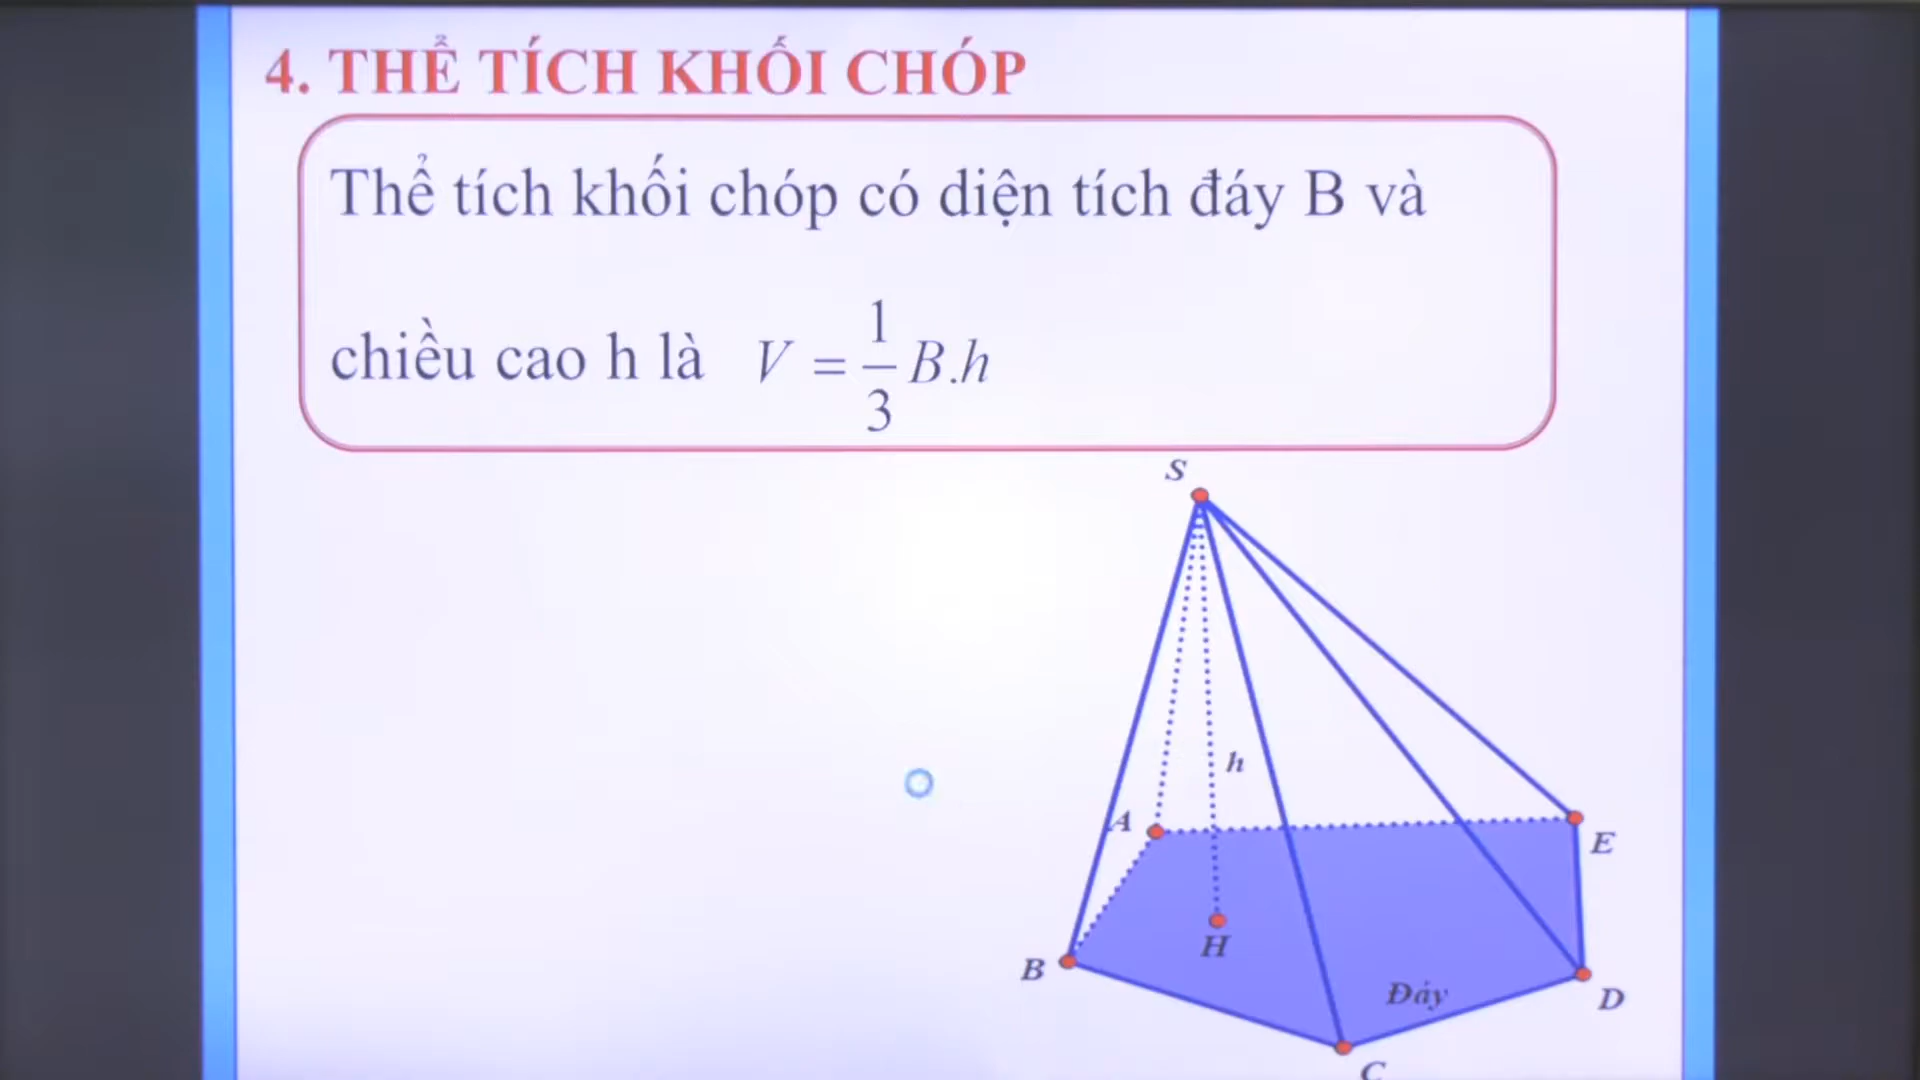 4. THỂ TÍCH KHỐI CHÓP
Thể tích khối chóp có diện tích đáy B và
chiều cao h là V = 1/3 B.h
S
h
A
E
H
B
Đáy
D
C